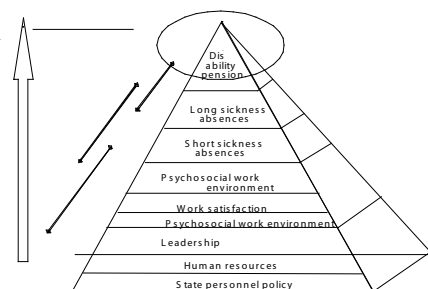 Dis
ability
pension
Long sickness
absences
Short sickness
absences
Psychosocial work
environment
Work satisfaction
Psychosocial work environment
Leadership
Human resources
State personnel policy